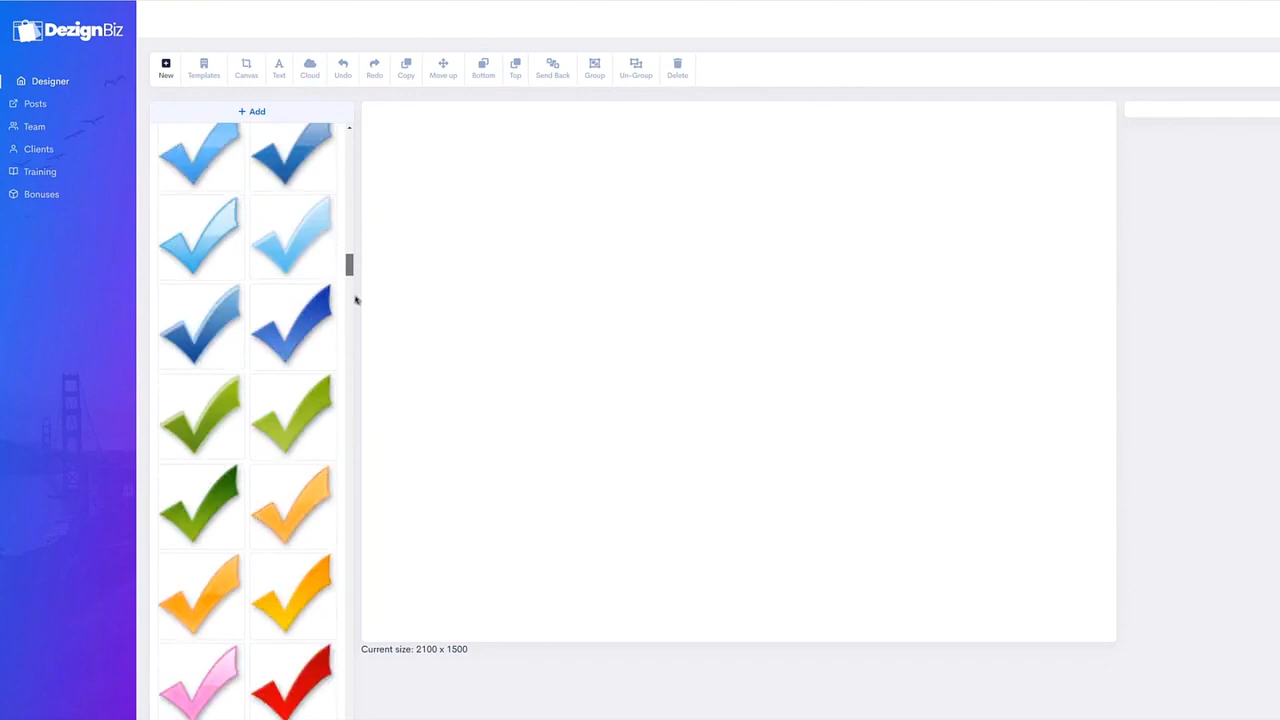 DezignBiz
New
Templates
Canvas
Text
Cloud
Undo
Redo
Copy
Move up
Bottom
Top
Send Back
Group
Un-Group
Delete
Designer
Posts
Team
Clients
Training
Bonuses
+ Add
Current size: 2100 x 1500